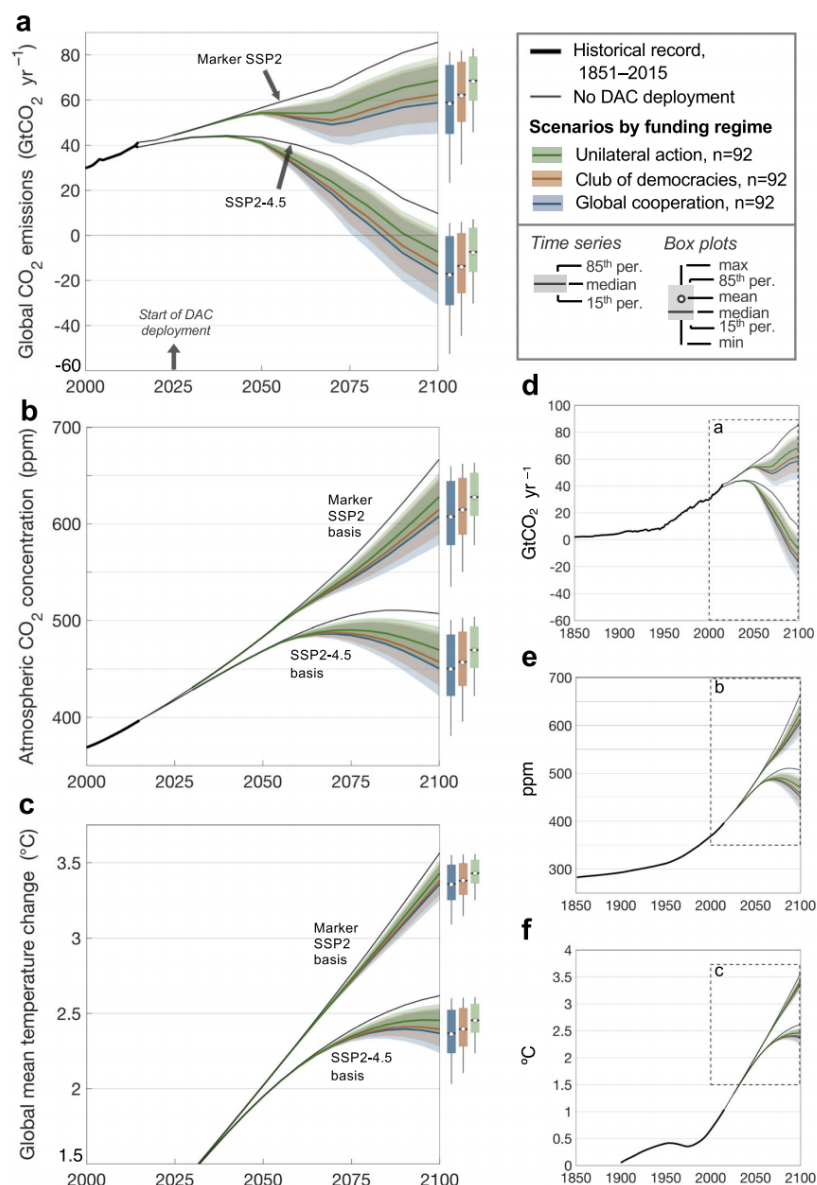 a
Global CO2 emissions (GtCO2 yr −1)
80
60
40
20
0
-20
-40
-60
Marker SSP2
SSP2-4.5
Start of DAC
deployment
2000
2025
2050
2075
2100
Historical record,
1851–2015
No DAC deployment
Scenarios by funding regime
Unilateral action, n=92
Club of democracies, n=92
Global cooperation, n=92
Time series
85th per.
median
15th per.
Box plots
max
85th per.
mean
median
15th per.
min
b
Atmospheric CO2 concentration (ppm)
700
600
500
400
Marker
SSP2
basis
SSP2-4.5
basis
2000
2025
2050
2075
2100
c
Global mean temperature change (°C)
3.5
3
2.5
2
1.5
Marker
SSP2
basis
SSP2-4.5
basis
2000
2025
2050
2075
2100
d
GtCO2 yr −1
100
80
60
40
20
0
-20
-40
-60
a
1850
1900
1950
2000
2050
2100
e
ppm
700
600
500
400
300
b
1850
1900
1950
2000
2050
2100
f
ºC
4
3.5
3
2.5
2
1.5
1
0.5
0
c
1850
1900
1950
2000
2050
2100